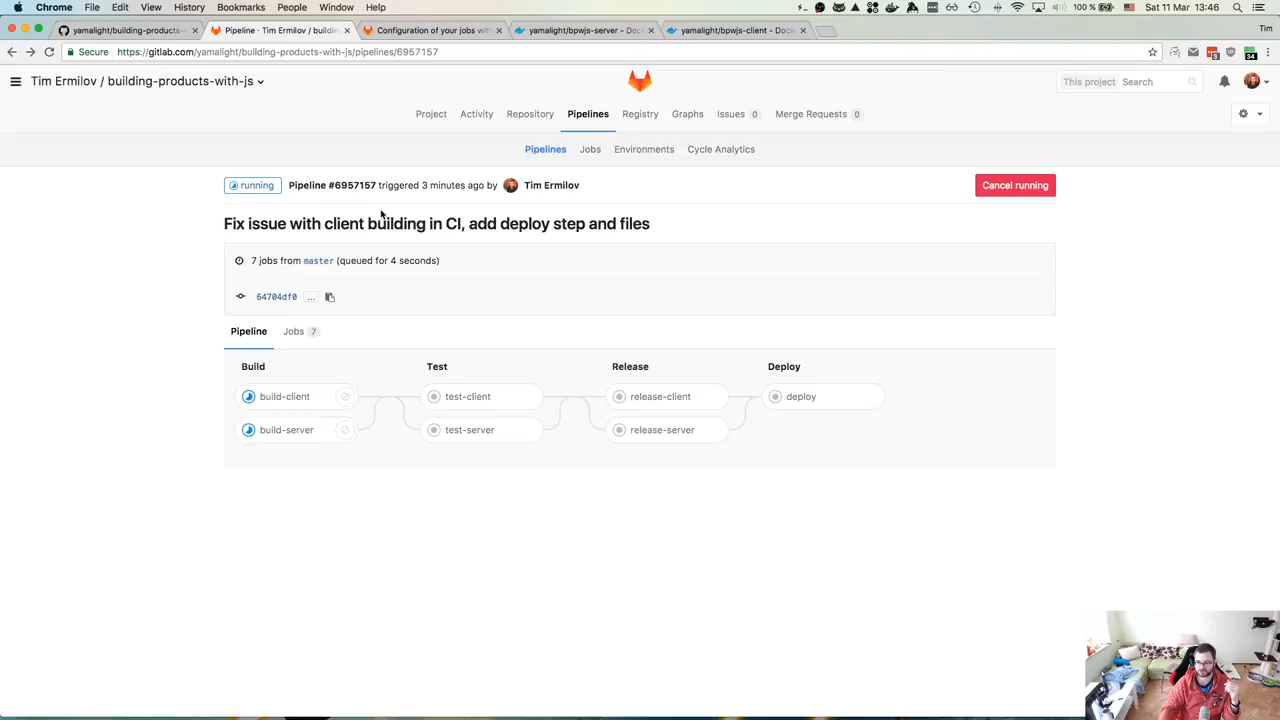 Chrome File Edit View History Bookmarks People Window Help 100 % Sat 11 Mar 13:46
yamalight/building-products-w Pipeline · Tim Ermilov / buildin Configuration of your jobs wit yamalight/bpwjs-server - Doc yamalight/bpwjs-client - Dock Tim
Secure https://gitlab.com/yamalight/building-products-with-js/pipelines/6957157 3 34
Tim Ermilov / building-products-with-js This project Search
Project Activity Repository Pipelines Registry Graphs Issues 0 Merge Requests 0
Pipelines Jobs Environments Cycle Analytics
running Pipeline #6957157 triggered 3 minutes ago by Tim Ermilov Cancel running
Fix issue with client building in CI, add deploy step and files
7 jobs from master (queued for 4 seconds)
64704df0 ...
Pipeline Jobs 7
Build Test Release Deploy
build-client test-client release-client deploy
build-server test-server release-server